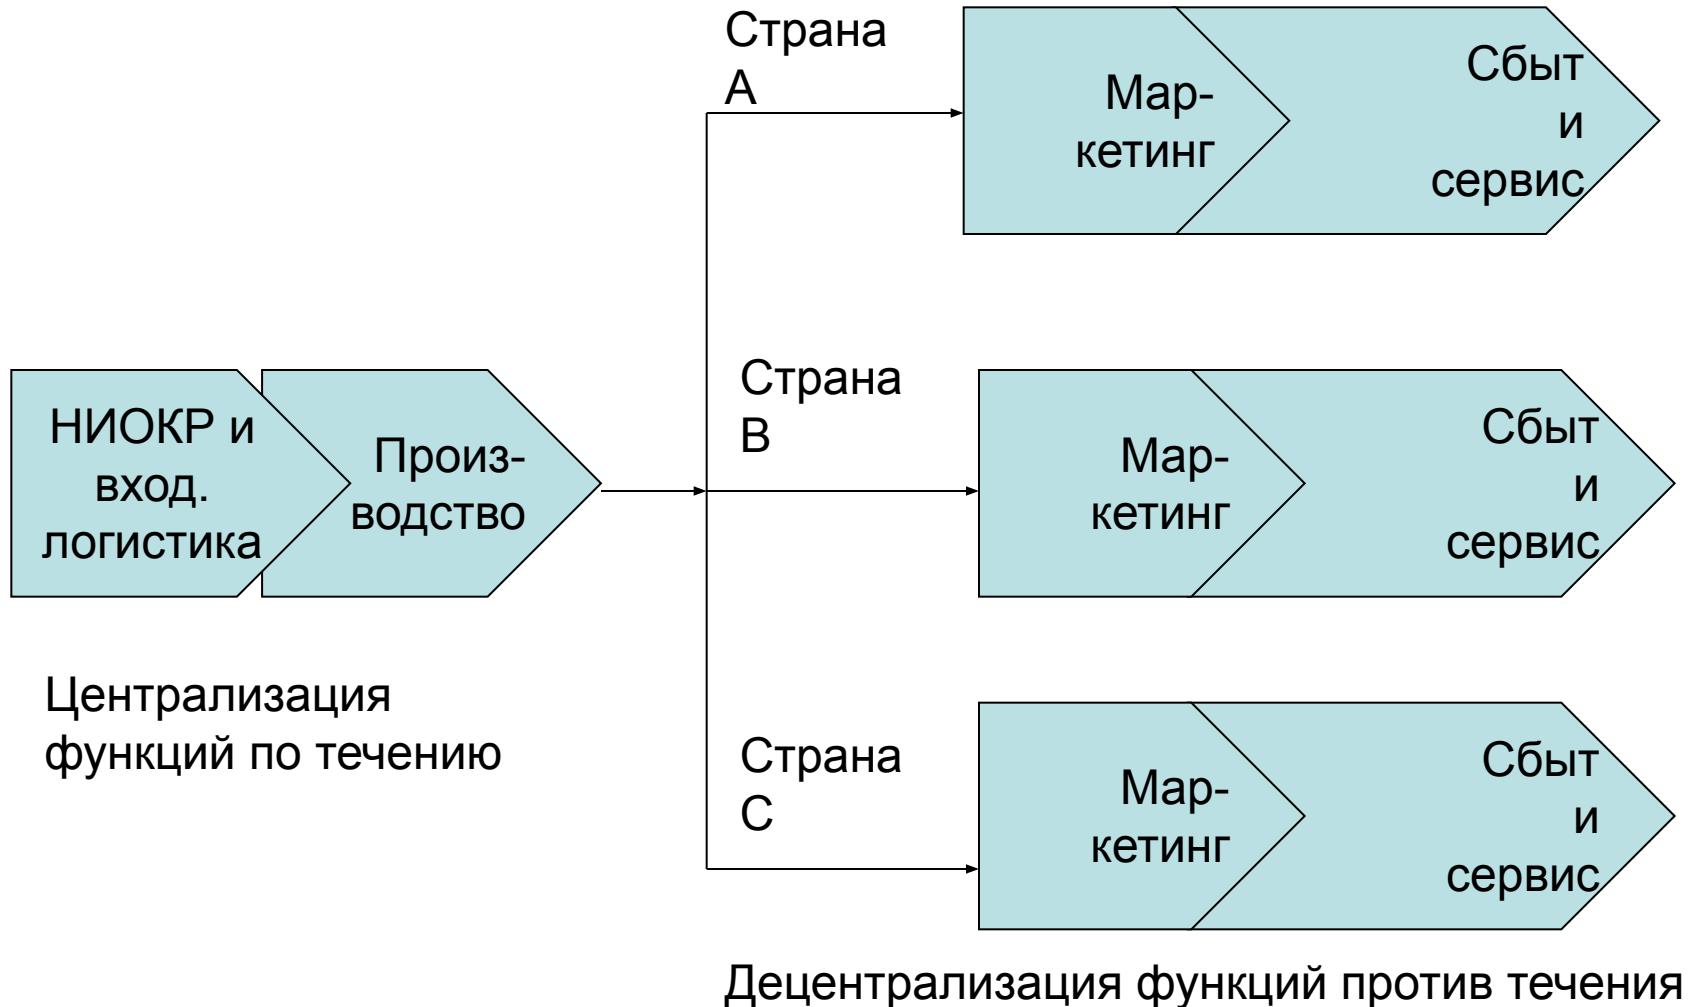 Страна
А
Мар-
кетинг
Сбыт
и
сервис
НИОКР и
вход.
логистика
Произ-
водство
Страна
В
Мар-
кетинг
Сбыт
и
сервис
Централизация
функций по течению
Страна
С
Мар-
кетинг
Сбыт
и
сервис
Децентрализация функций против течения